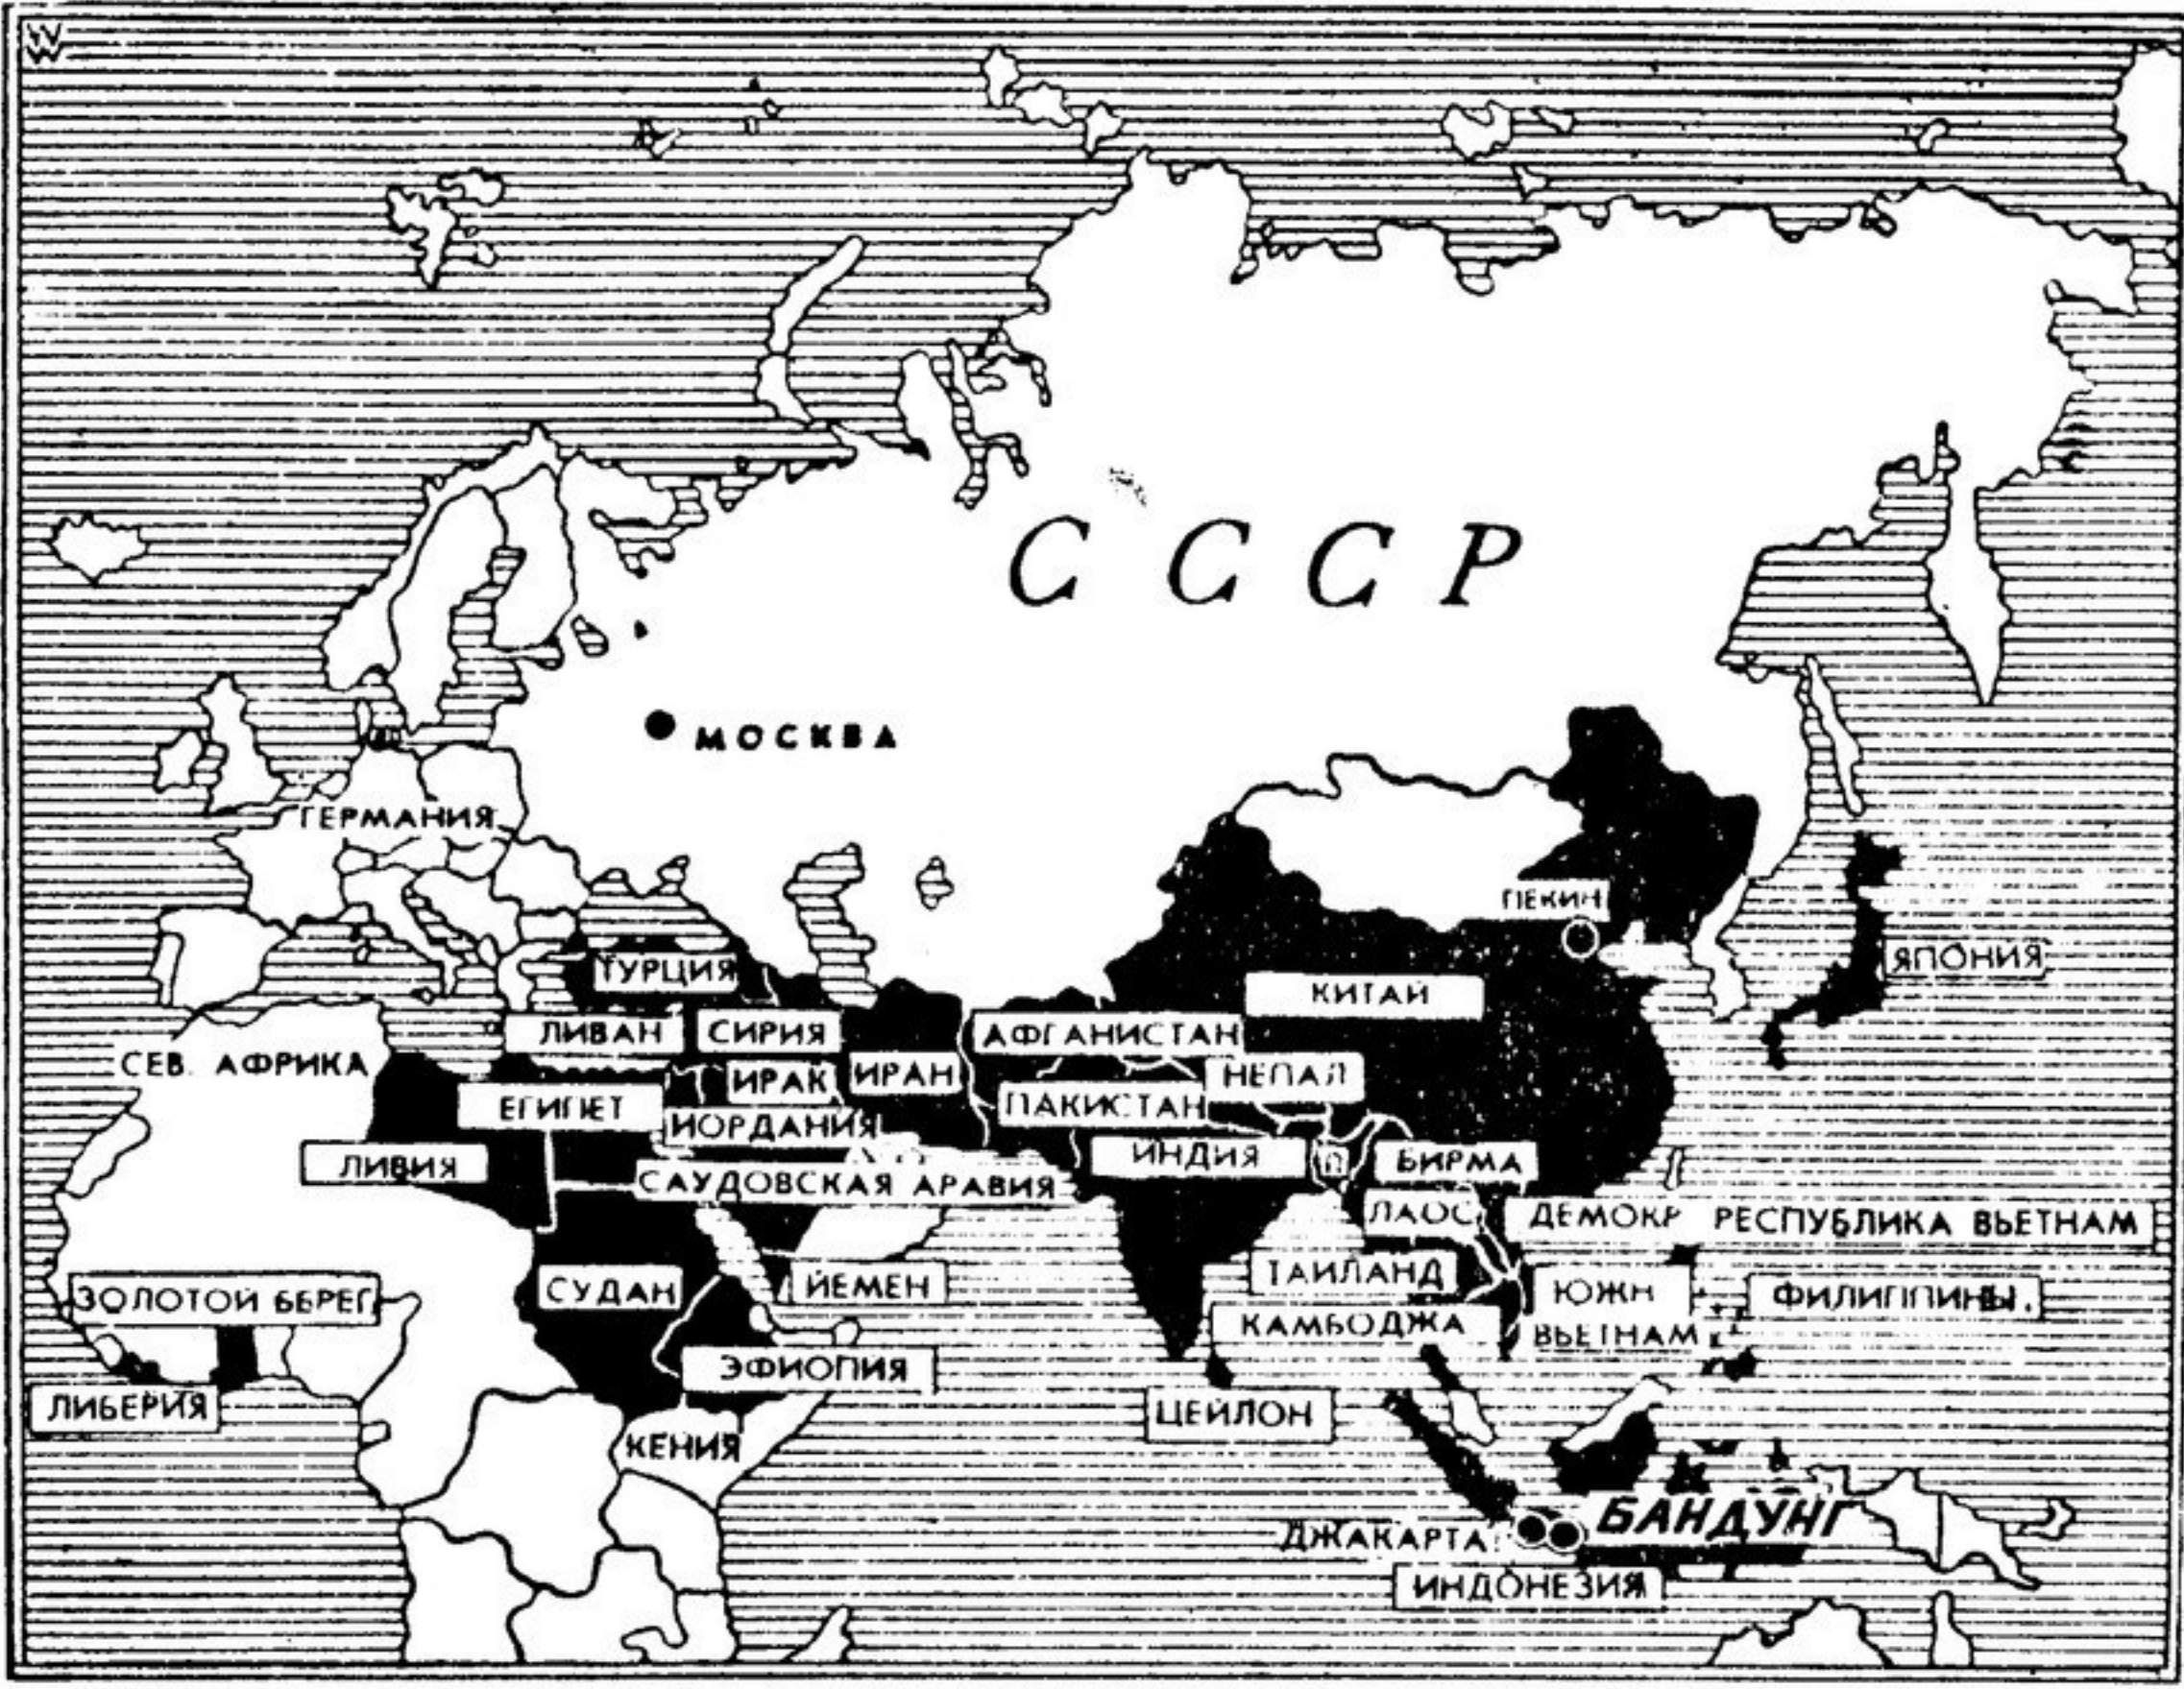 СССР
МОСКВА
ГЕРМАНИЯ
ПЕКИН
ЯПОНИЯ
ТУРЦИЯ
КИТАЙ
ЛИВАН
СИРИЯ
АФГАНИСТАН
СЕВ. АФРИКА
ИРАК
ИРАН
НЕПАЛ
ЕГИПЕТ
ПАКИСТАН
ИОРДАНИЯ
ЛИВИЯ
ИНДИЯ
П
БИРМА
САУДОВСКАЯ АРАВИЯ
ЛАОС
ДЕМОКР РЕСПУБЛИКА ВЬЕТНАМ
СУДАН
ЙЕМЕН
ТАИЛАНД
ЮЖН
ВЬЕТНАМ
ФИЛИППИНЫ.
ЗОЛОТОЙ БЕРЕГ
КАМБОДЖА
ЭФИОПИЯ
ЛИБЕРИЯ
ЦЕЙЛОН
КЕНИЯ
БАНДУНГ
ДЖАКАРТА
ИНДОНЕЗИЯ